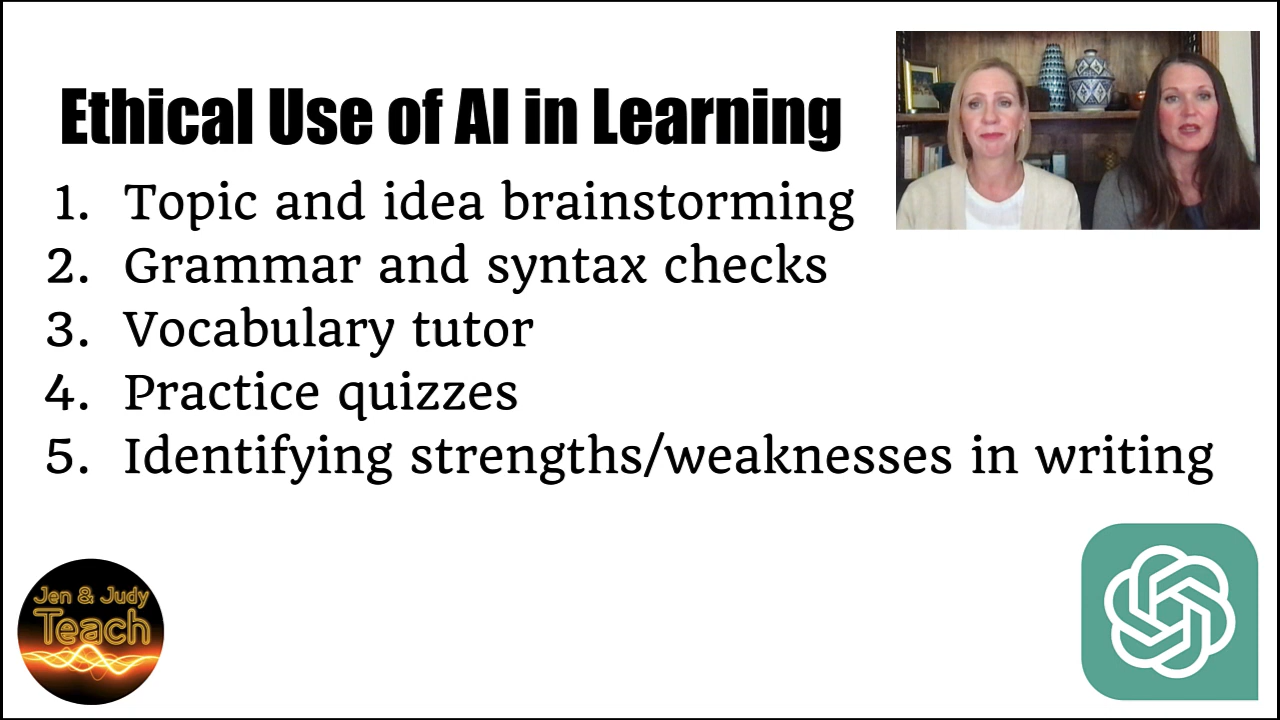 Ethical Use of AI in Learning
1. Topic and idea brainstorming
2. Grammar and syntax checks
3. Vocabulary tutor
4. Practice quizzes
5. Identifying strengths/weaknesses in writing
Jen & Judy
Teach